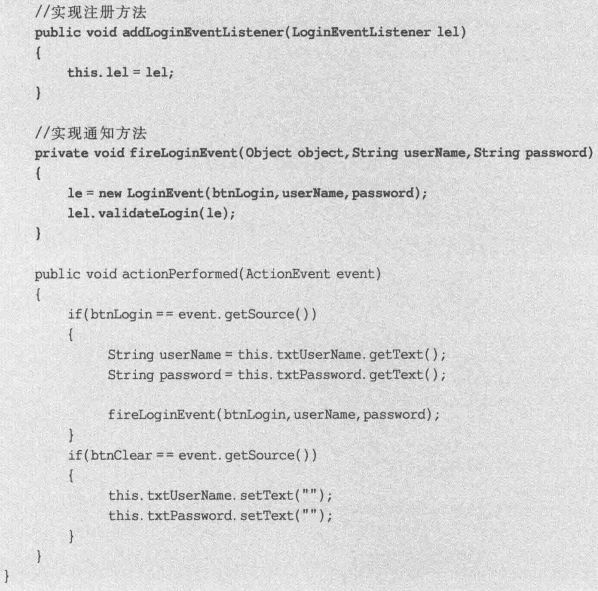 //实现注册方法
public void addLoginEventListener(LoginEventListener lel)
{
this.lel = lel;
}
//实现通知方法
private void fireLoginEvent(Object object,String userName,String password)
{
le = new LoginEvent(btnLogin,userName,password);
lel.validateLogin(le);
}
public void actionPerformed(ActionEvent event)
{
if(btnLogin == event.getSource())
{
String userName = this.txtUserName.getText();
String password = this.txtPassword.getText();
fireLoginEvent(btnLogin,userName,password);
}
if(btnClear == event.getSource())
{
this.txtUserName.setText("");
this.txtPassword.setText("");
}
}
}